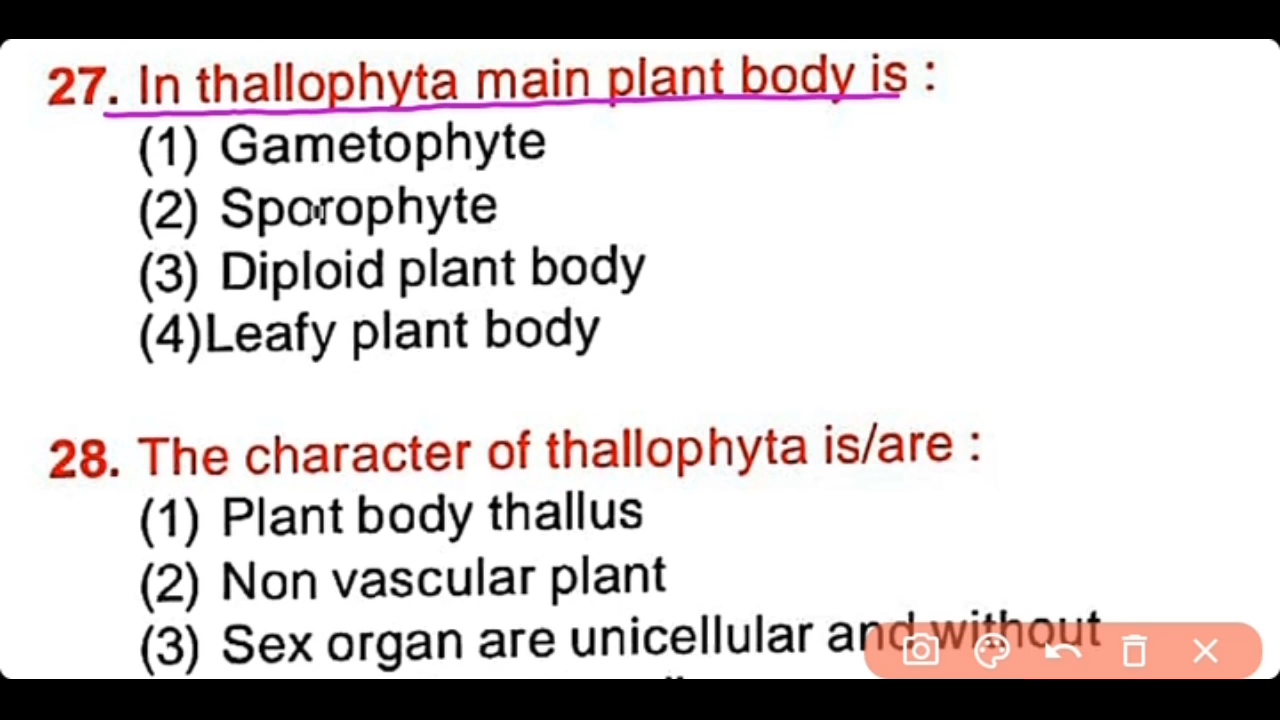 27. In thallophyta main plant body is :
(1) Gametophyte
(2) Sporophyte
(3) Diploid plant body
(4)Leafy plant body
28. The character of thallophyta is/are :
(1) Plant body thallus
(2) Non vascular plant
(3) Sex organ are unicellular and without